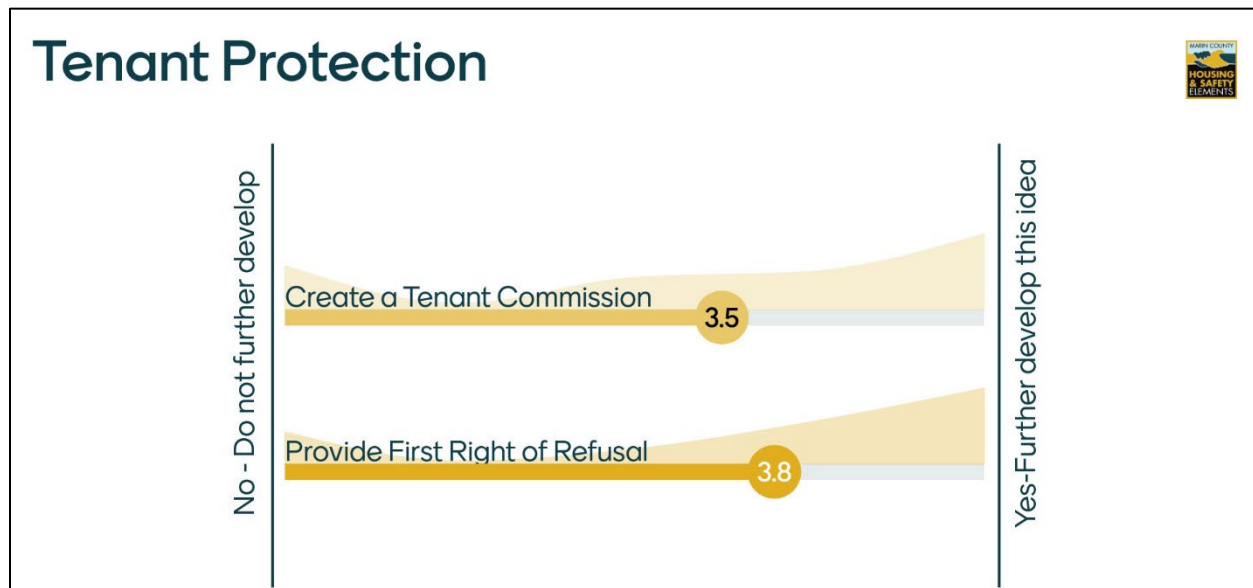 Tenant Protection
MARIN COUNTY
HOUSING
& SAFETY
ELEMENTS
No - Do not further develop
Create a Tenant Commission
3.5
Provide First Right of Refusal
3.8
Yes-Further develop this idea